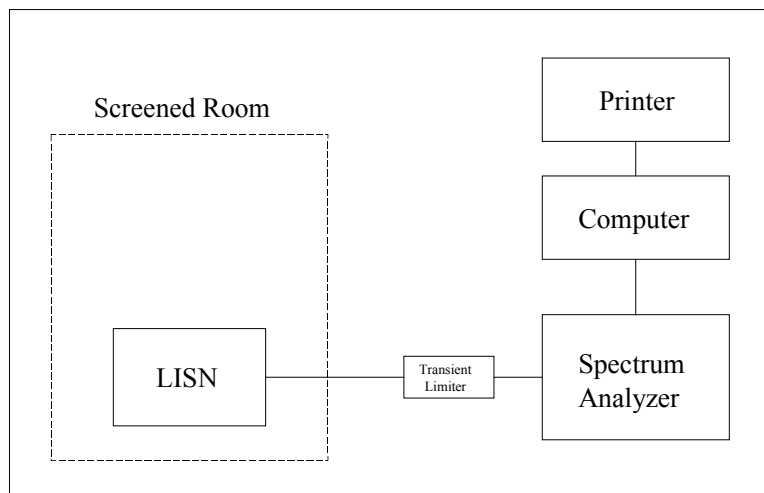 Printer
Screened Room
Computer
LISN
Transient
Limiter
Spectrum
Analyzer